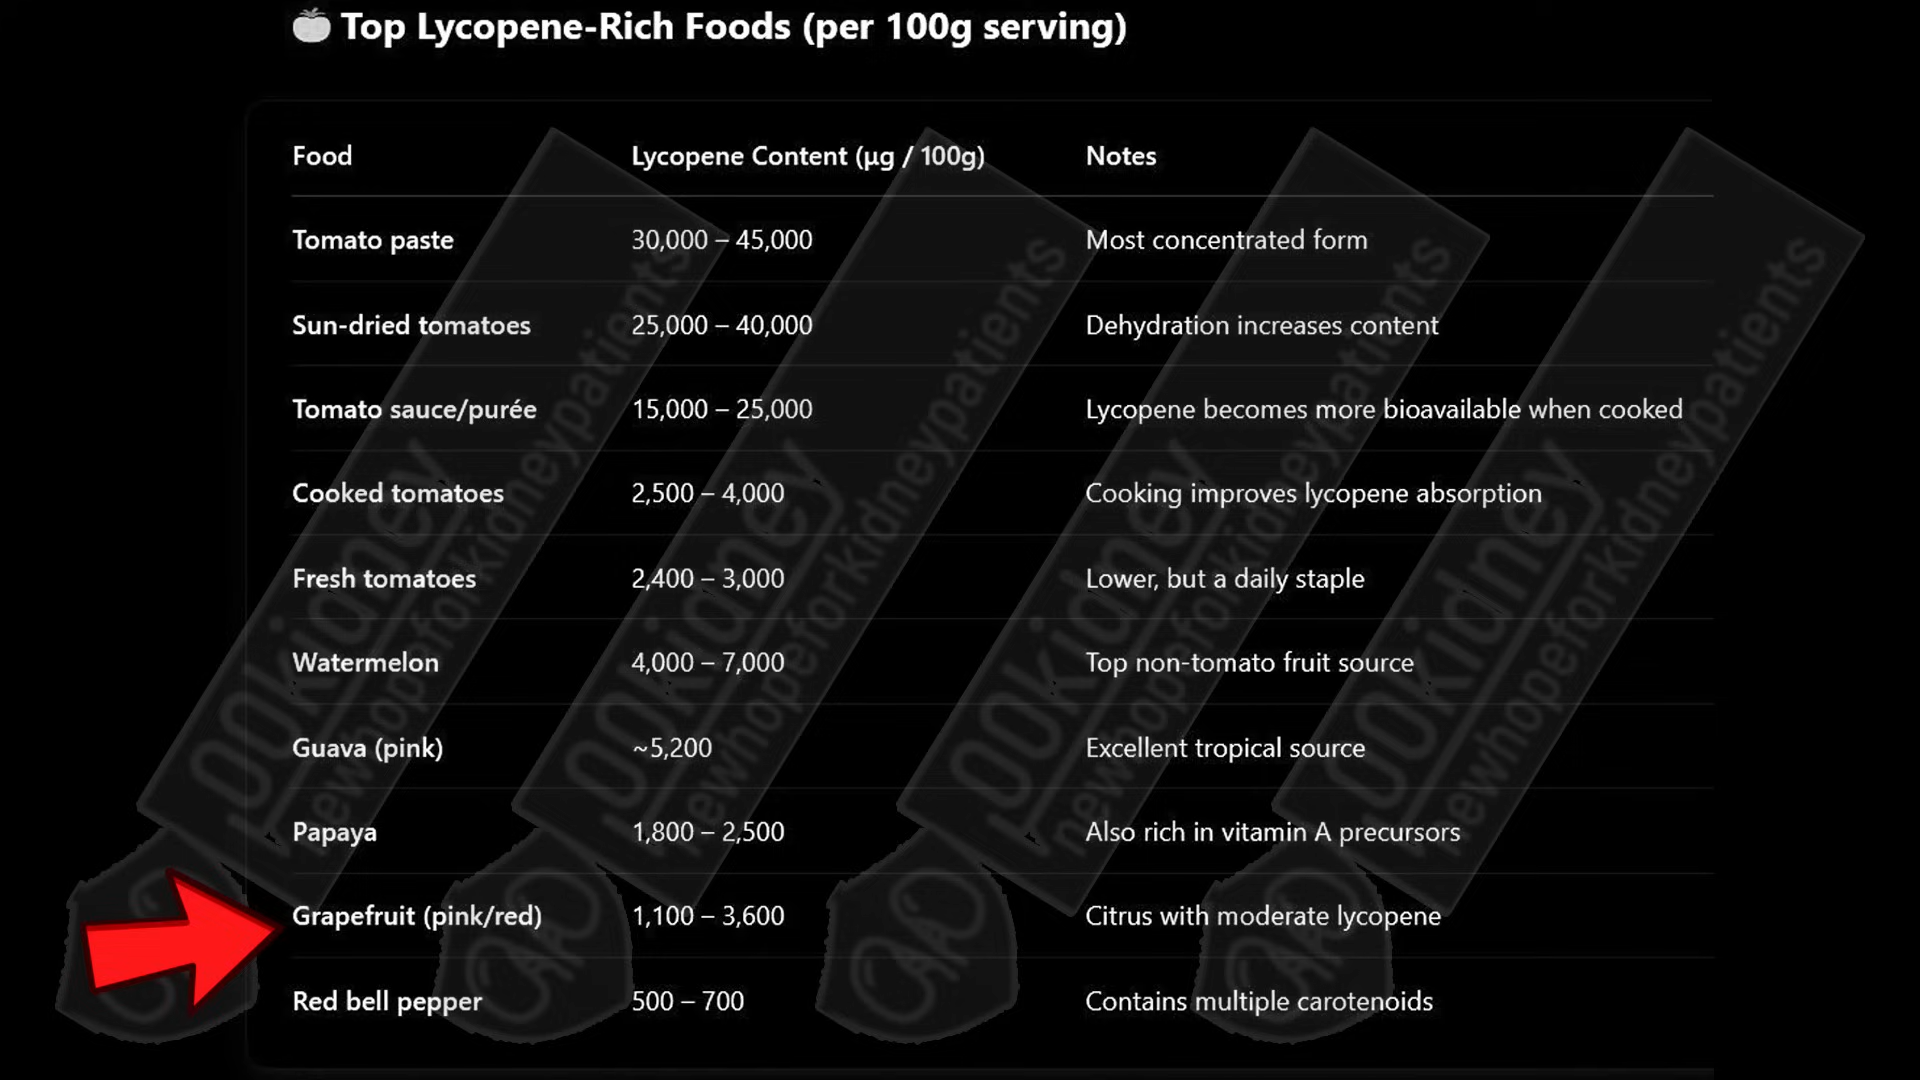 Top Lycopene-Rich Foods (per 100g serving)
Food Lycopene Content (µg / 100g) Notes
Tomato paste 30,000 – 45,000 Most concentrated form
Sun-dried tomatoes 25,000 – 40,000 Dehydration increases content
Tomato sauce/purée 15,000 – 25,000 Lycopene becomes more bioavailable when cooked
Cooked tomatoes 2,500 – 4,000 Cooking improves lycopene absorption
Fresh tomatoes 2,400 – 3,000 Lower, but a daily staple
Watermelon 4,000 – 7,000 Top non-tomato fruit source
Guava (pink) ~5,200 Excellent tropical source
Papaya 1,800 – 2,500 Also rich in vitamin A precursors
Grapefruit (pink/red) 1,100 – 3,600 Citrus with moderate lycopene
Red bell pepper 500 – 700 Contains multiple carotenoids
newhopeforkidneypatients
newhopeforkidneypatients
newhopeforkidneypatients
newhopeforkidneypatients